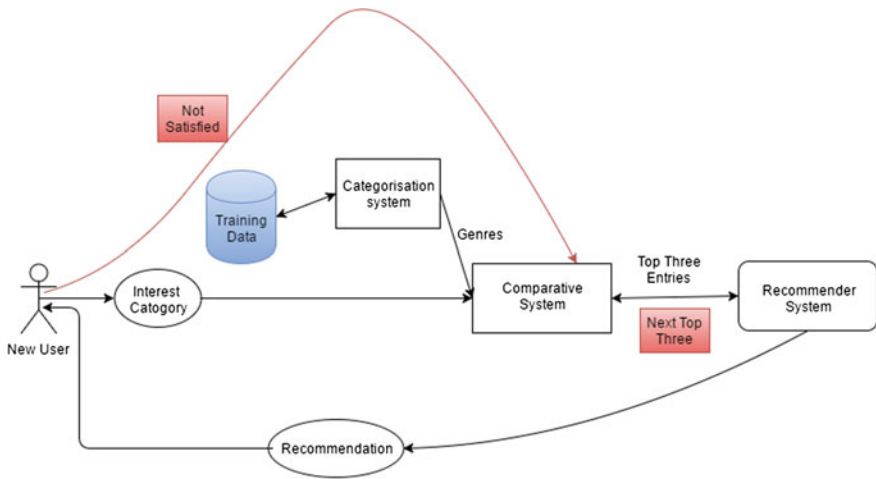 Not
Satisfied
Categorisation
system
Training
Data
Genres
Top Three
Entries
Interest
Catogory
Comparative
System
Recommender
System
Next Top
Three
New User
Recommendation